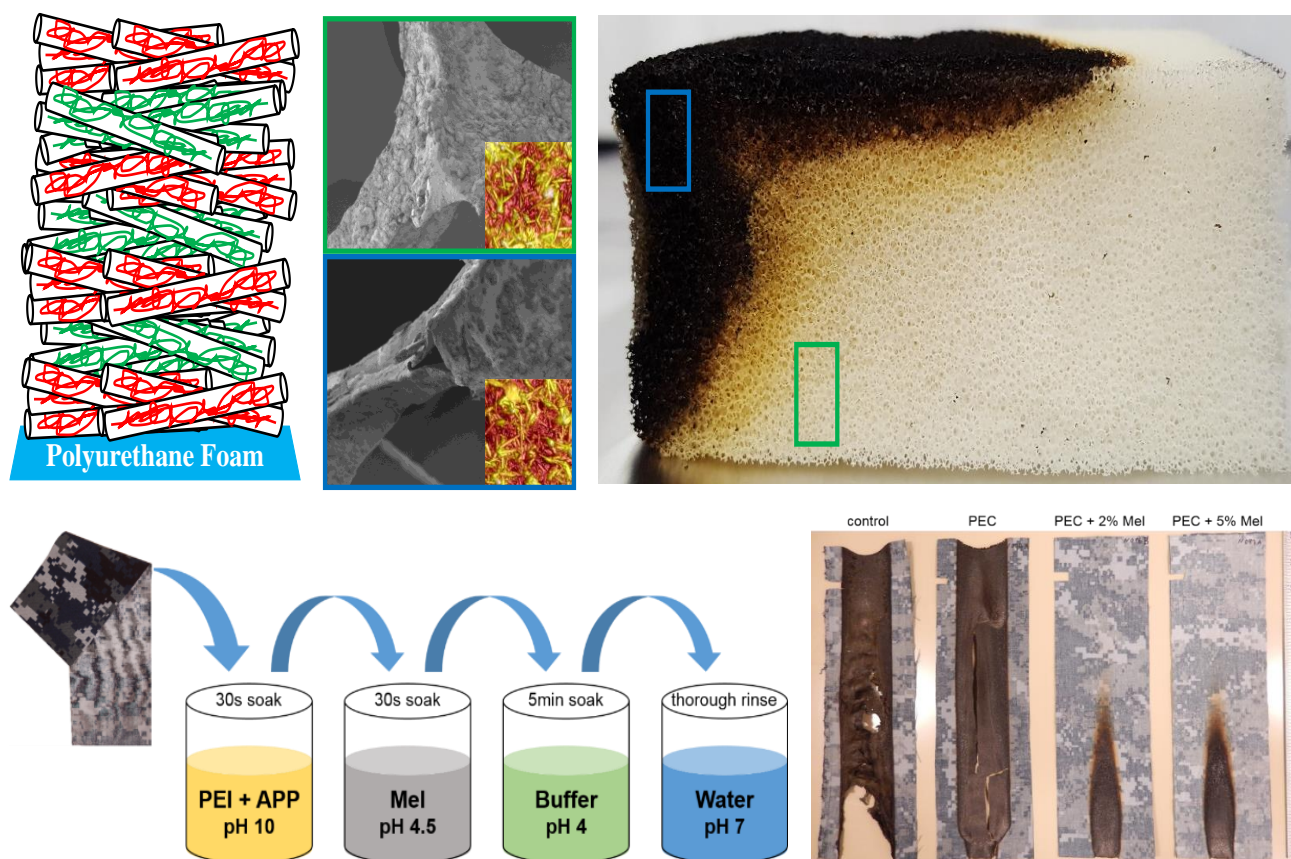 Polyurethane Foam
control
PEC
PEC + 2% Mel
PEC + 5% Mel
30s soak
30s soak
5min soak
thorough rinse
PEI + APP
pH 10
Mel
pH 4.5
Buffer
pH 4
Water
pH 7